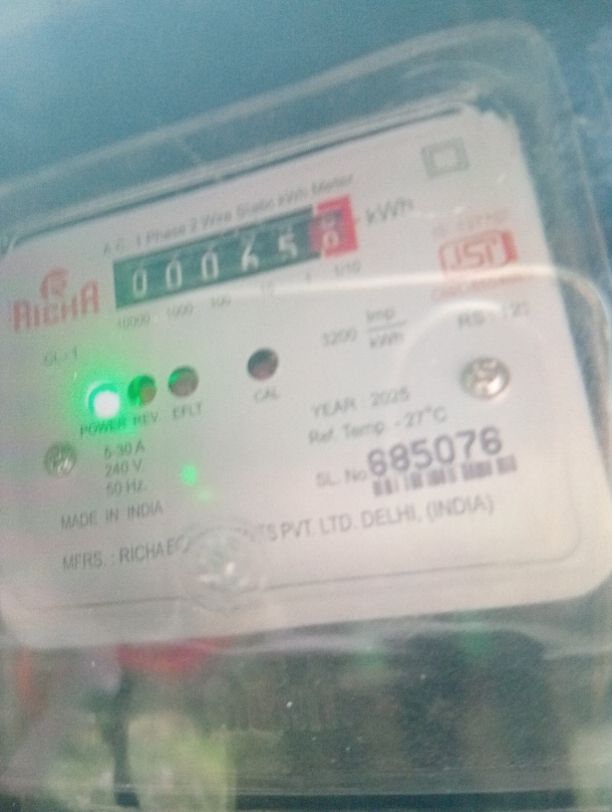 A.C. 1 Phase 2 Wire Static kWh Meter
0 0 0 6 5 kWh
RICHA
10000 1000 100 10 1 1/10
CL-1
3200 Imp/kWh
ISI
POWER REV. EFLT CAL
5-30 A
240 V
50 Hz.
YEAR : 2025
Ref. Temp. - 27°C
SL. No. 685076
MADE IN INDIA
MFRS. : RICHA PVT. LTD. DELHI, (INDIA)